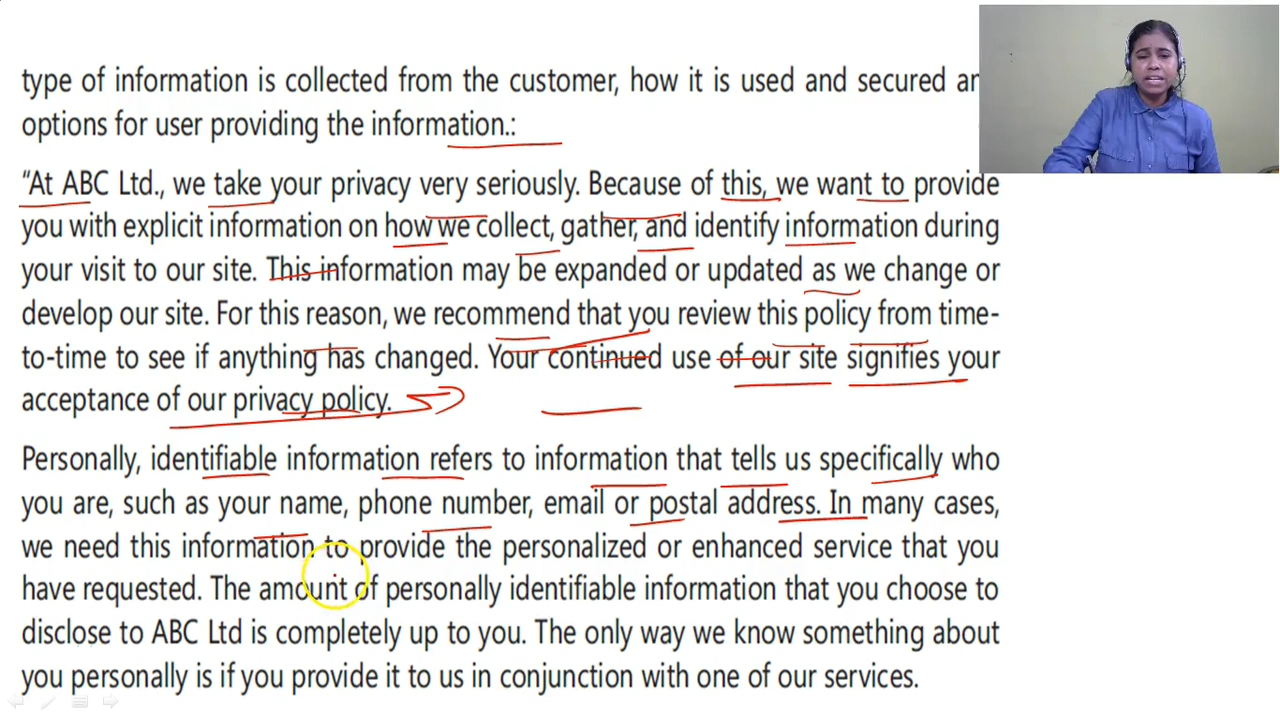 type of information is collected from the customer, how it is used and secured an
options for user providing the information.:
“At ABC Ltd., we take your privacy very seriously. Because of this, we want to provide
you with explicit information on how we collect, gather, and identify information during
your visit to our site. This information may be expanded or updated as we change or
develop our site. For this reason, we recommend that you review this policy from time-
to-time to see if anything has changed. Your continued use of our site signifies your
acceptance of our privacy policy.
Personally, identifiable information refers to information that tells us specifically who
you are, such as your name, phone number, email or postal address. In many cases,
we need this information to provide the personalized or enhanced service that you
have requested. The amount of personally identifiable information that you choose to
disclose to ABC Ltd is completely up to you. The only way we know something about
you personally is if you provide it to us in conjunction with one of our services.